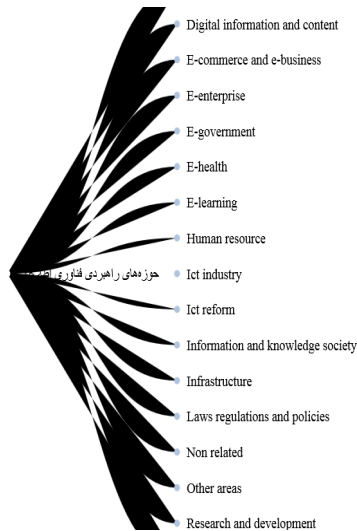 Digital information and content
E-commerce and e-business
E-enterprise
E-government
E-health
E-learning
Human resource
حوزه‌های راهبردی فناوری
Ict industry
Ict reform
Information and knowledge society
Infrastructure
Laws regulations and policies
Non related
Other areas
Research and development